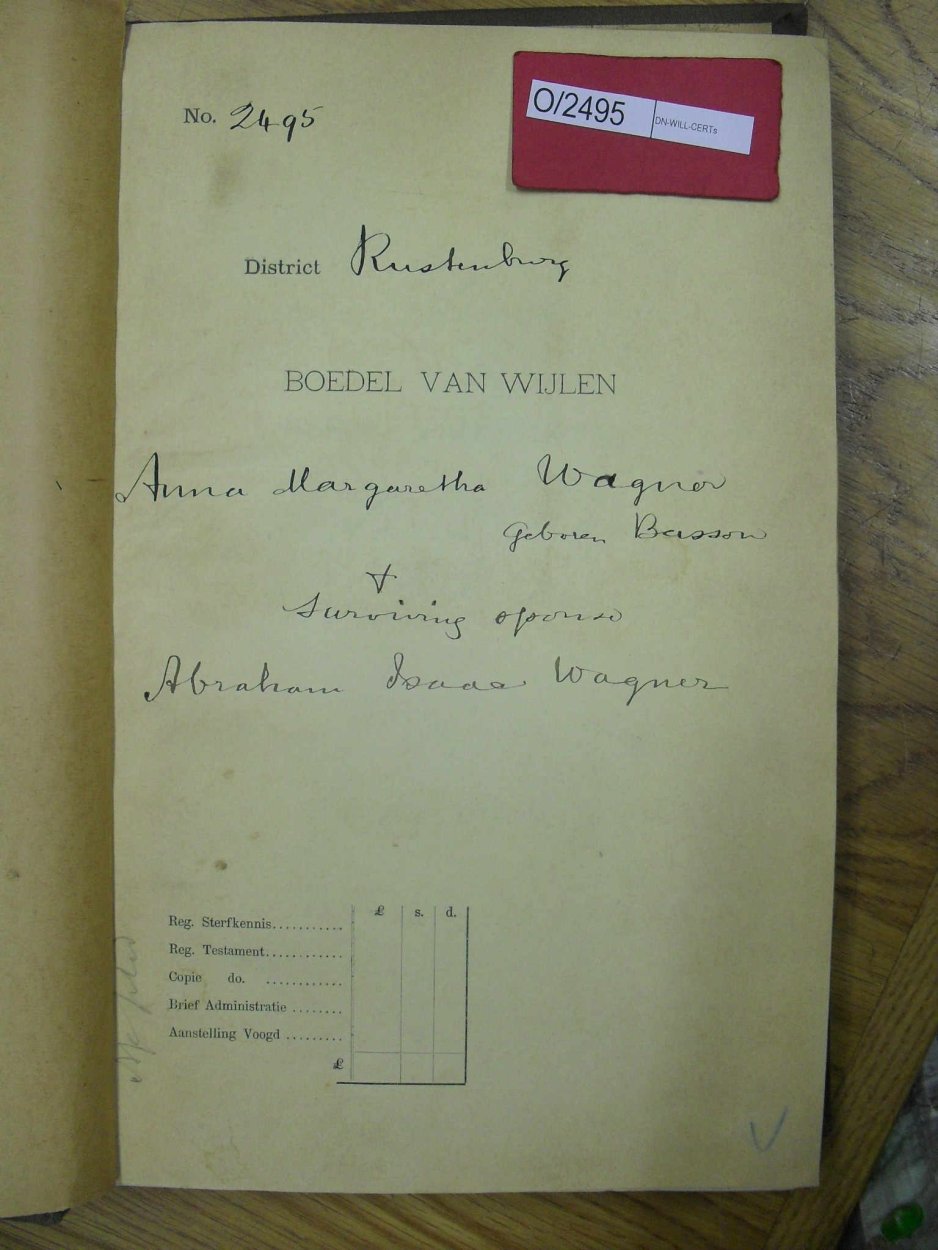 No. 2495
O/2495 DN-WILL-CERTs
District Rustenburg
BOEDEL VAN WIJLEN
Anna Margaretha Wagner
geboren Basson
+
Surviving spouse
Abraham Isaac Wagner
£ s. d.
Reg. Sterfkennis...........
Reg. Testament............
Copie do. ............
Brief Administratie ........
Aanstelling Voogd .........
£